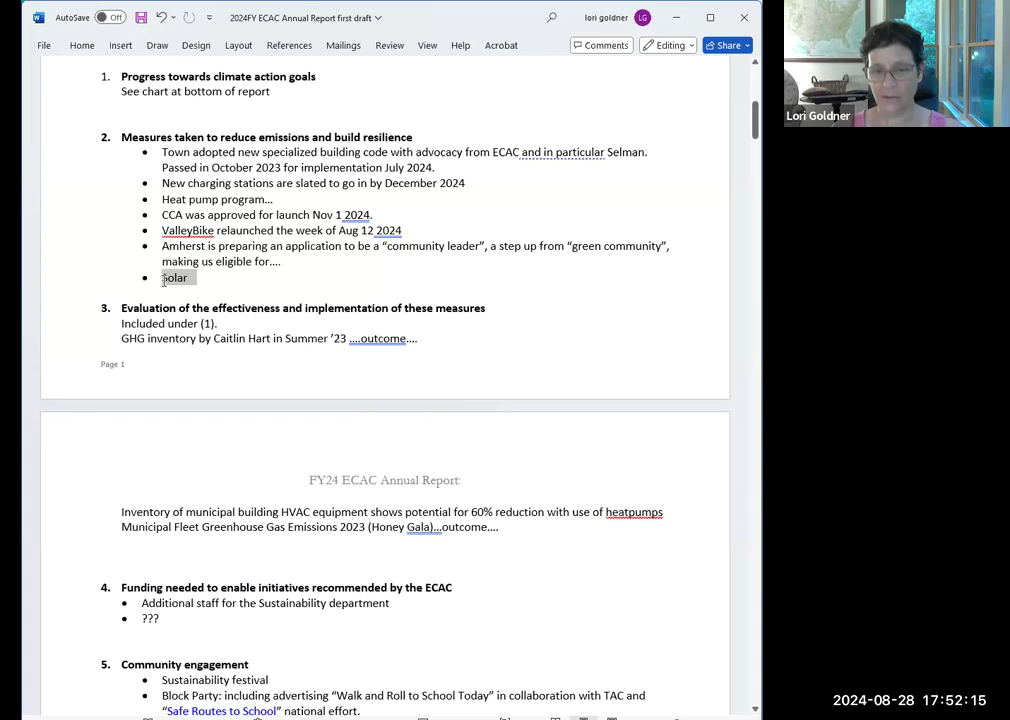 AutoSave Off 2024FY ECAC Annual Report first draft lori goldner LG
File Home Insert Draw Design Layout References Mailings Review View Help Acrobat Comments Editing Share
1. Progress towards climate action goals
See chart at bottom of report
2. Measures taken to reduce emissions and build resilience
• Town adopted new specialized building code with advocacy from ECAC and in particular Selman.
Passed in October 2023 for implementation July 2024.
• New charging stations are slated to go in by December 2024
• Heat pump program…
• CCA was approved for launch Nov 1 2024.
• ValleyBike relaunched the week of Aug 12 2024
• Amherst is preparing an application to be a “community leader”, a step up from “green community”,
making us eligible for….
• Solar
3. Evaluation of the effectiveness and implementation of these measures
Included under (1).
GHG inventory by Caitlin Hart in Summer ’23 ….outcome….
Page 1
FY24 ECAC Annual Report:
Inventory of municipal building HVAC equipment shows potential for 60% reduction with use of heatpumps
Municipal Fleet Greenhouse Gas Emissions 2023 (Honey Gala)…outcome….
4. Funding needed to enable initiatives recommended by the ECAC
• Additional staff for the Sustainability department
• ???
5. Community engagement
• Sustainability festival
• Block Party: including advertising “Walk and Roll to School Today” in collaboration with TAC and
“Safe Routes to School” national effort.
Lori Goldner
2024-08-28 17:52:15